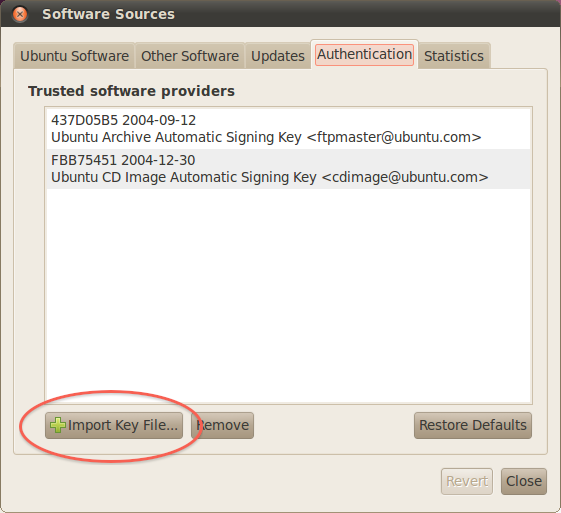 Software Sources
Ubuntu Software
Other Software
Updates
Authentication
Statistics
Trusted software providers
437D05B5 2004-09-12
Ubuntu Archive Automatic Signing Key <ftpmaster@ubuntu.com>
FBB75451 2004-12-30
Ubuntu CD Image Automatic Signing Key <cdimage@ubuntu.com>
Import Key File...
Remove
Restore Defaults
Revert
Close